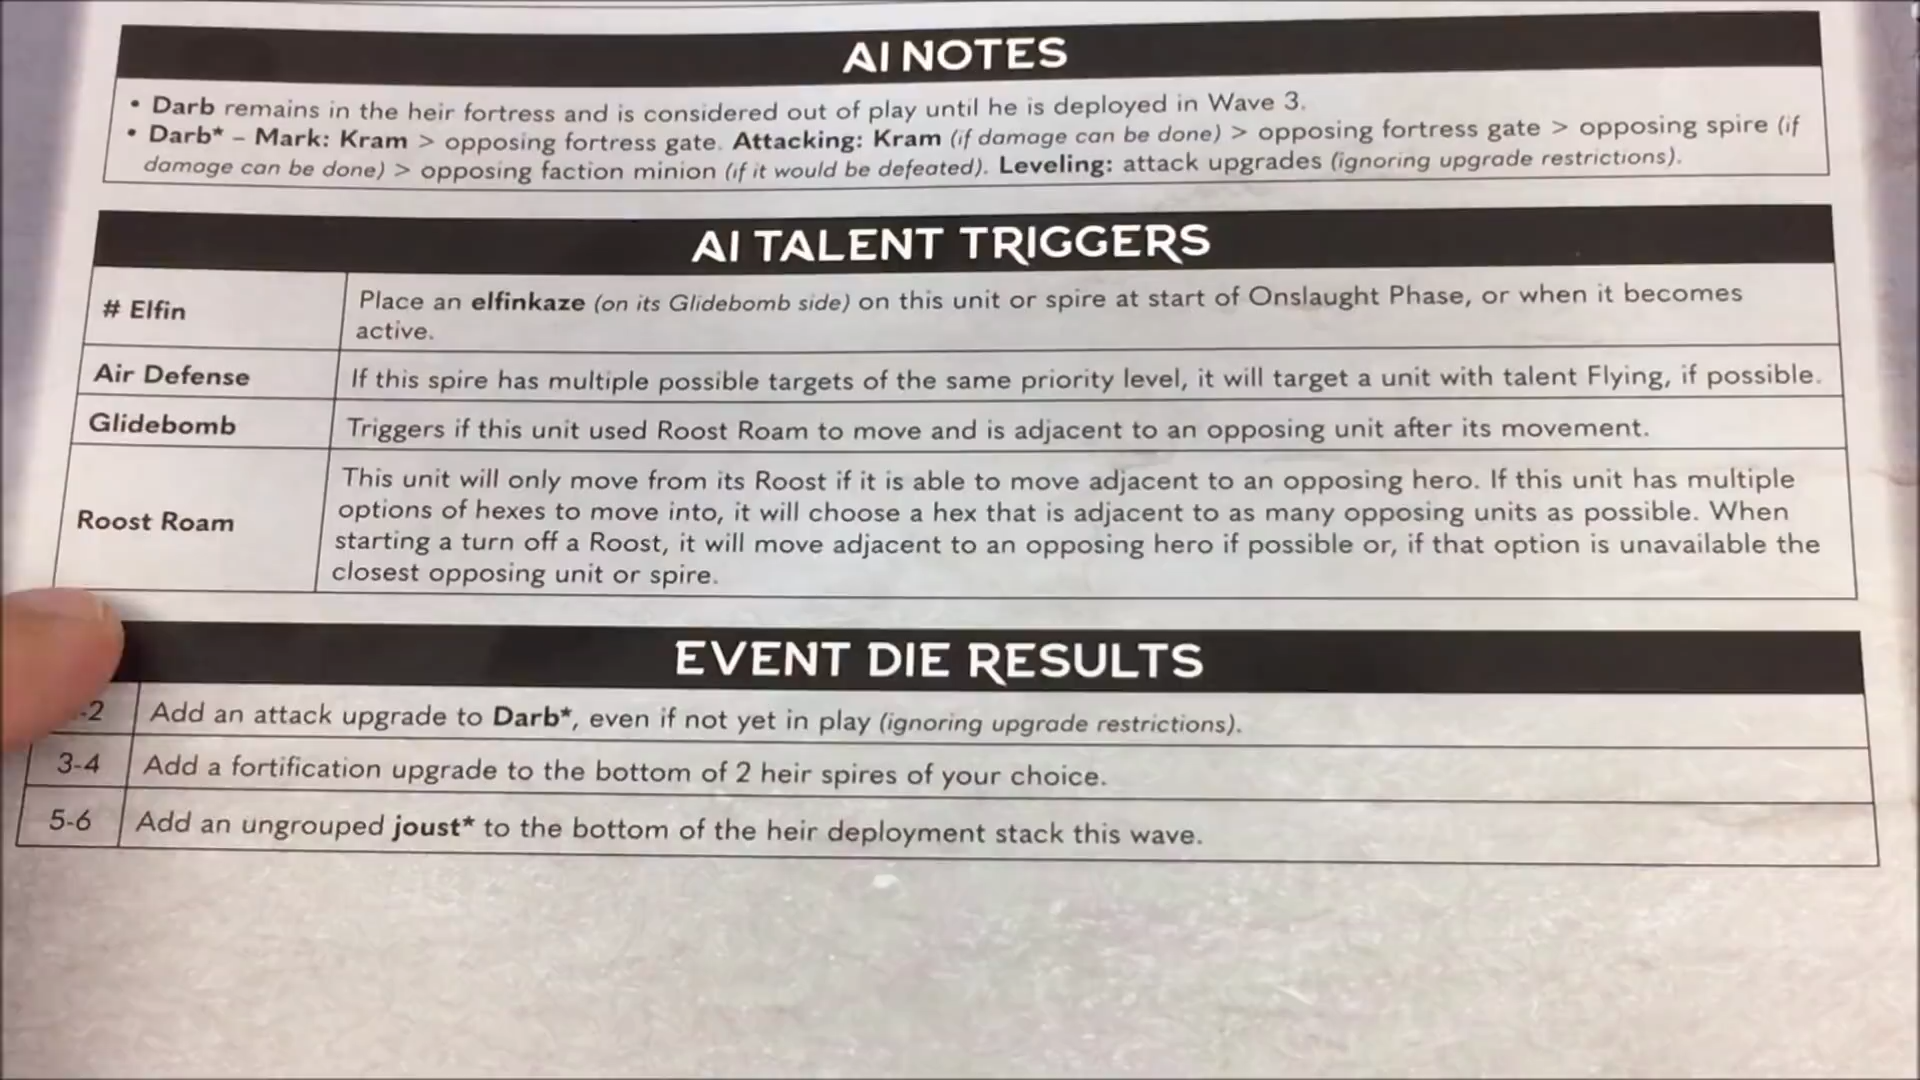 AI NOTES
• Darb remains in the heir fortress and is considered out of play until he is deployed in Wave 3.
• Darb* – Mark: Kram > opposing fortress gate. Attacking: Kram (if damage can be done) > opposing fortress gate > opposing spire (if
damage can be done) > opposing faction minion (if it would be defeated). Leveling: attack upgrades (ignoring upgrade restrictions).
AI TALENT TRIGGERS
# Elfin
Place an elfinkaze (on its Glidebomb side) on this unit or spire at start of Onslaught Phase, or when it becomes
active.
Air Defense
If this spire has multiple possible targets of the same priority level, it will target a unit with talent Flying, if possible.
Glidebomb
Triggers if this unit used Roost Roam to move and is adjacent to an opposing unit after its movement.
Roost Roam
This unit will only move from its Roost if it is able to move adjacent to an opposing hero. If this unit has multiple
options of hexes to move into, it will choose a hex that is adjacent to as many opposing units as possible. When
starting a turn off a Roost, it will move adjacent to an opposing hero if possible or, if that option is unavailable the
closest opposing unit or spire.
EVENT DIE RESULTS
-2 Add an attack upgrade to Darb*, even if not yet in play (ignoring upgrade restrictions).
3-4 Add a fortification upgrade to the bottom of 2 heir spires of your choice.
5-6 Add an ungrouped joust* to the bottom of the heir deployment stack this wave.